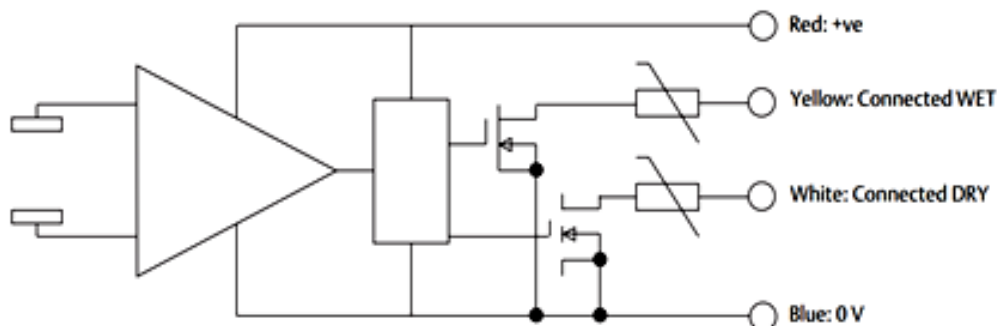 Red: +ve
Yellow: Connected WET
White: Connected DRY
Blue: 0 V